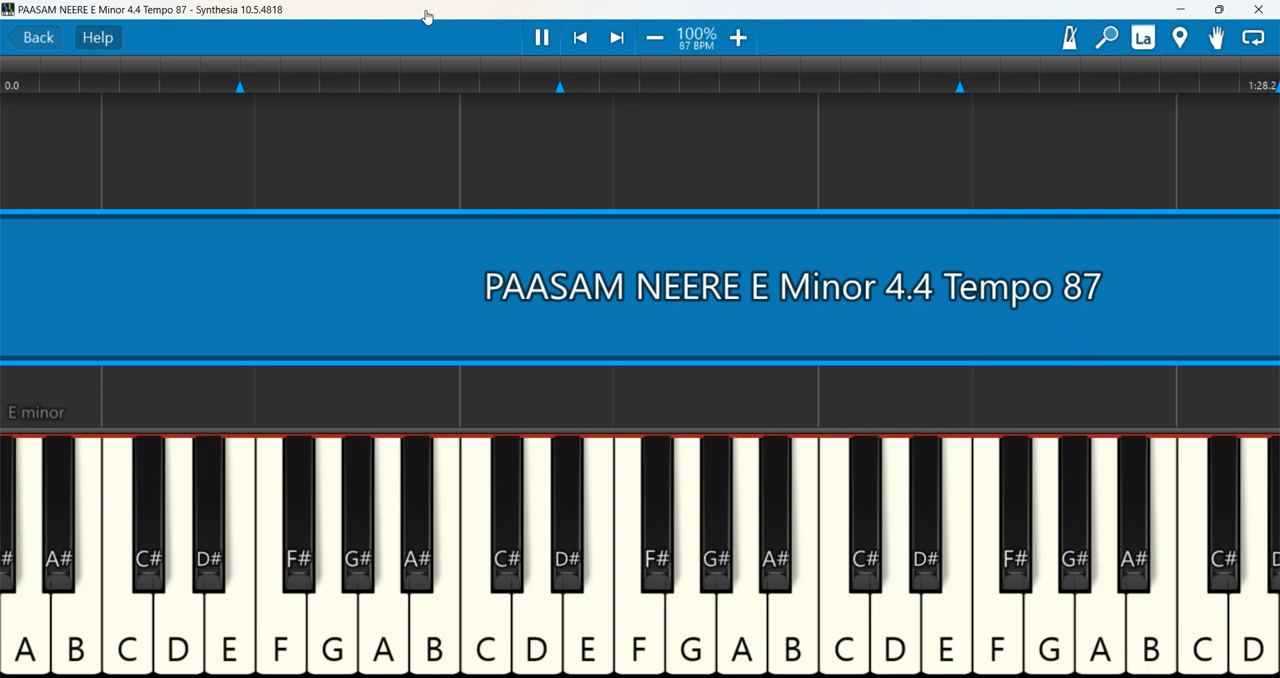 PAASAM NEERE E Minor 4.4 Tempo 87 - Synthesia 10.5.4818
Back Help 100% La
87 BPM
0.0 1:28.2
PAASAM NEERE E Minor 4.4 Tempo 87
E minor
# A# C# D# F# G# A# C# D# F# G# A# C# D# F# G# A# C# D
A B C D E F G A B C D E F G A B C D E F G A B C D